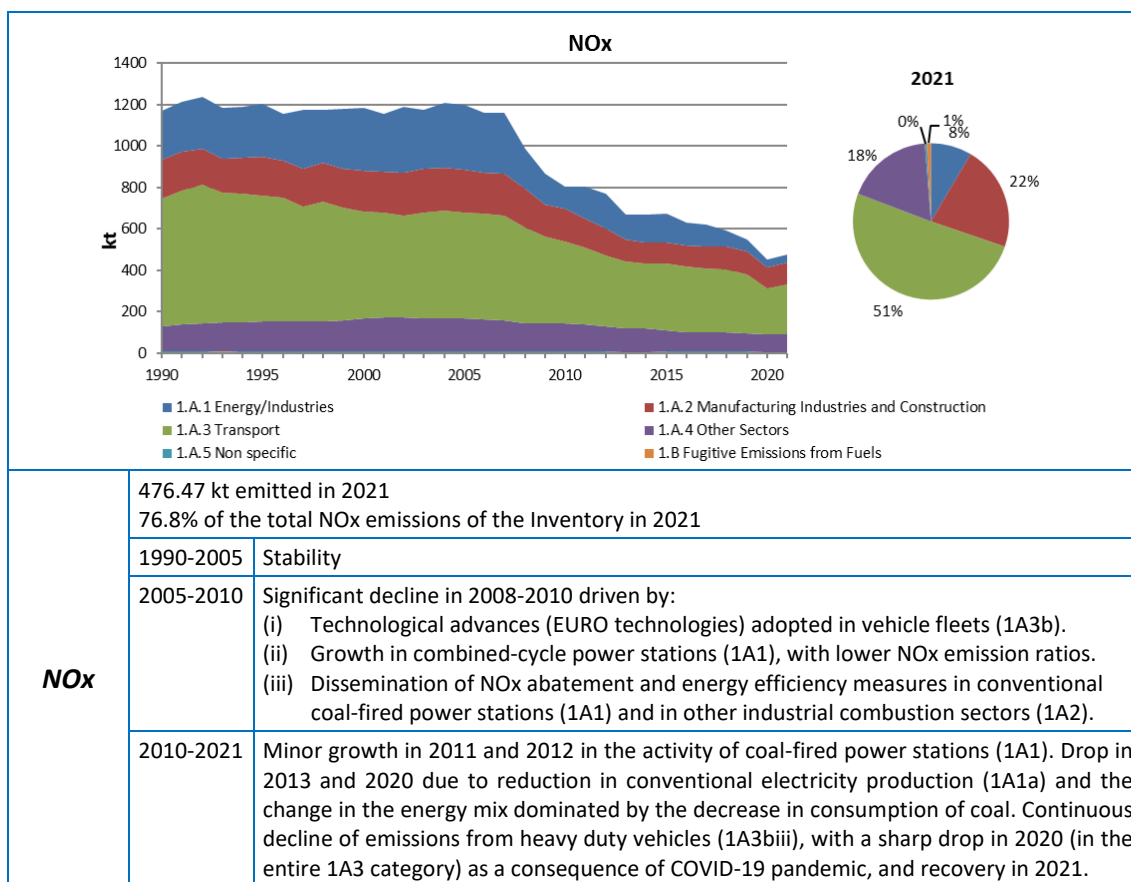 NOx
1400
1200
1000
800
600
400
200
0
kt
1990
1995
2000
2005
2010
2015
2020
2021
0%
1%
8%
18%
22%
51%
1.A.1 Energy/Industries
1.A.2 Manufacturing Industries and Construction
1.A.3 Transport
1.A.4 Other Sectors
1.A.5 Non specific
1.B Fugitive Emissions from Fuels
NOx
476.47 kt emitted in 2021
76.8% of the total NOx emissions of the Inventory in 2021
1990-2005 Stability
2005-2010 Significant decline in 2008-2010 driven by:
(i) Technological advances (EURO technologies) adopted in vehicle fleets (1A3b).
(ii) Growth in combined-cycle power stations (1A1), with lower NOx emission ratios.
(iii) Dissemination of NOx abatement and energy efficiency measures in conventional
coal-fired power stations (1A1) and in other industrial combustion sectors (1A2).
2010-2021 Minor growth in 2011 and 2012 in the activity of coal-fired power stations (1A1). Drop in
2013 and 2020 due to reduction in conventional electricity production (1A1a) and the
change in the energy mix dominated by the decrease in consumption of coal. Continuous
decline of emissions from heavy duty vehicles (1A3biii), with a sharp drop in 2020 (in the
entire 1A3 category) as a consequence of COVID-19 pandemic, and recovery in 2021.